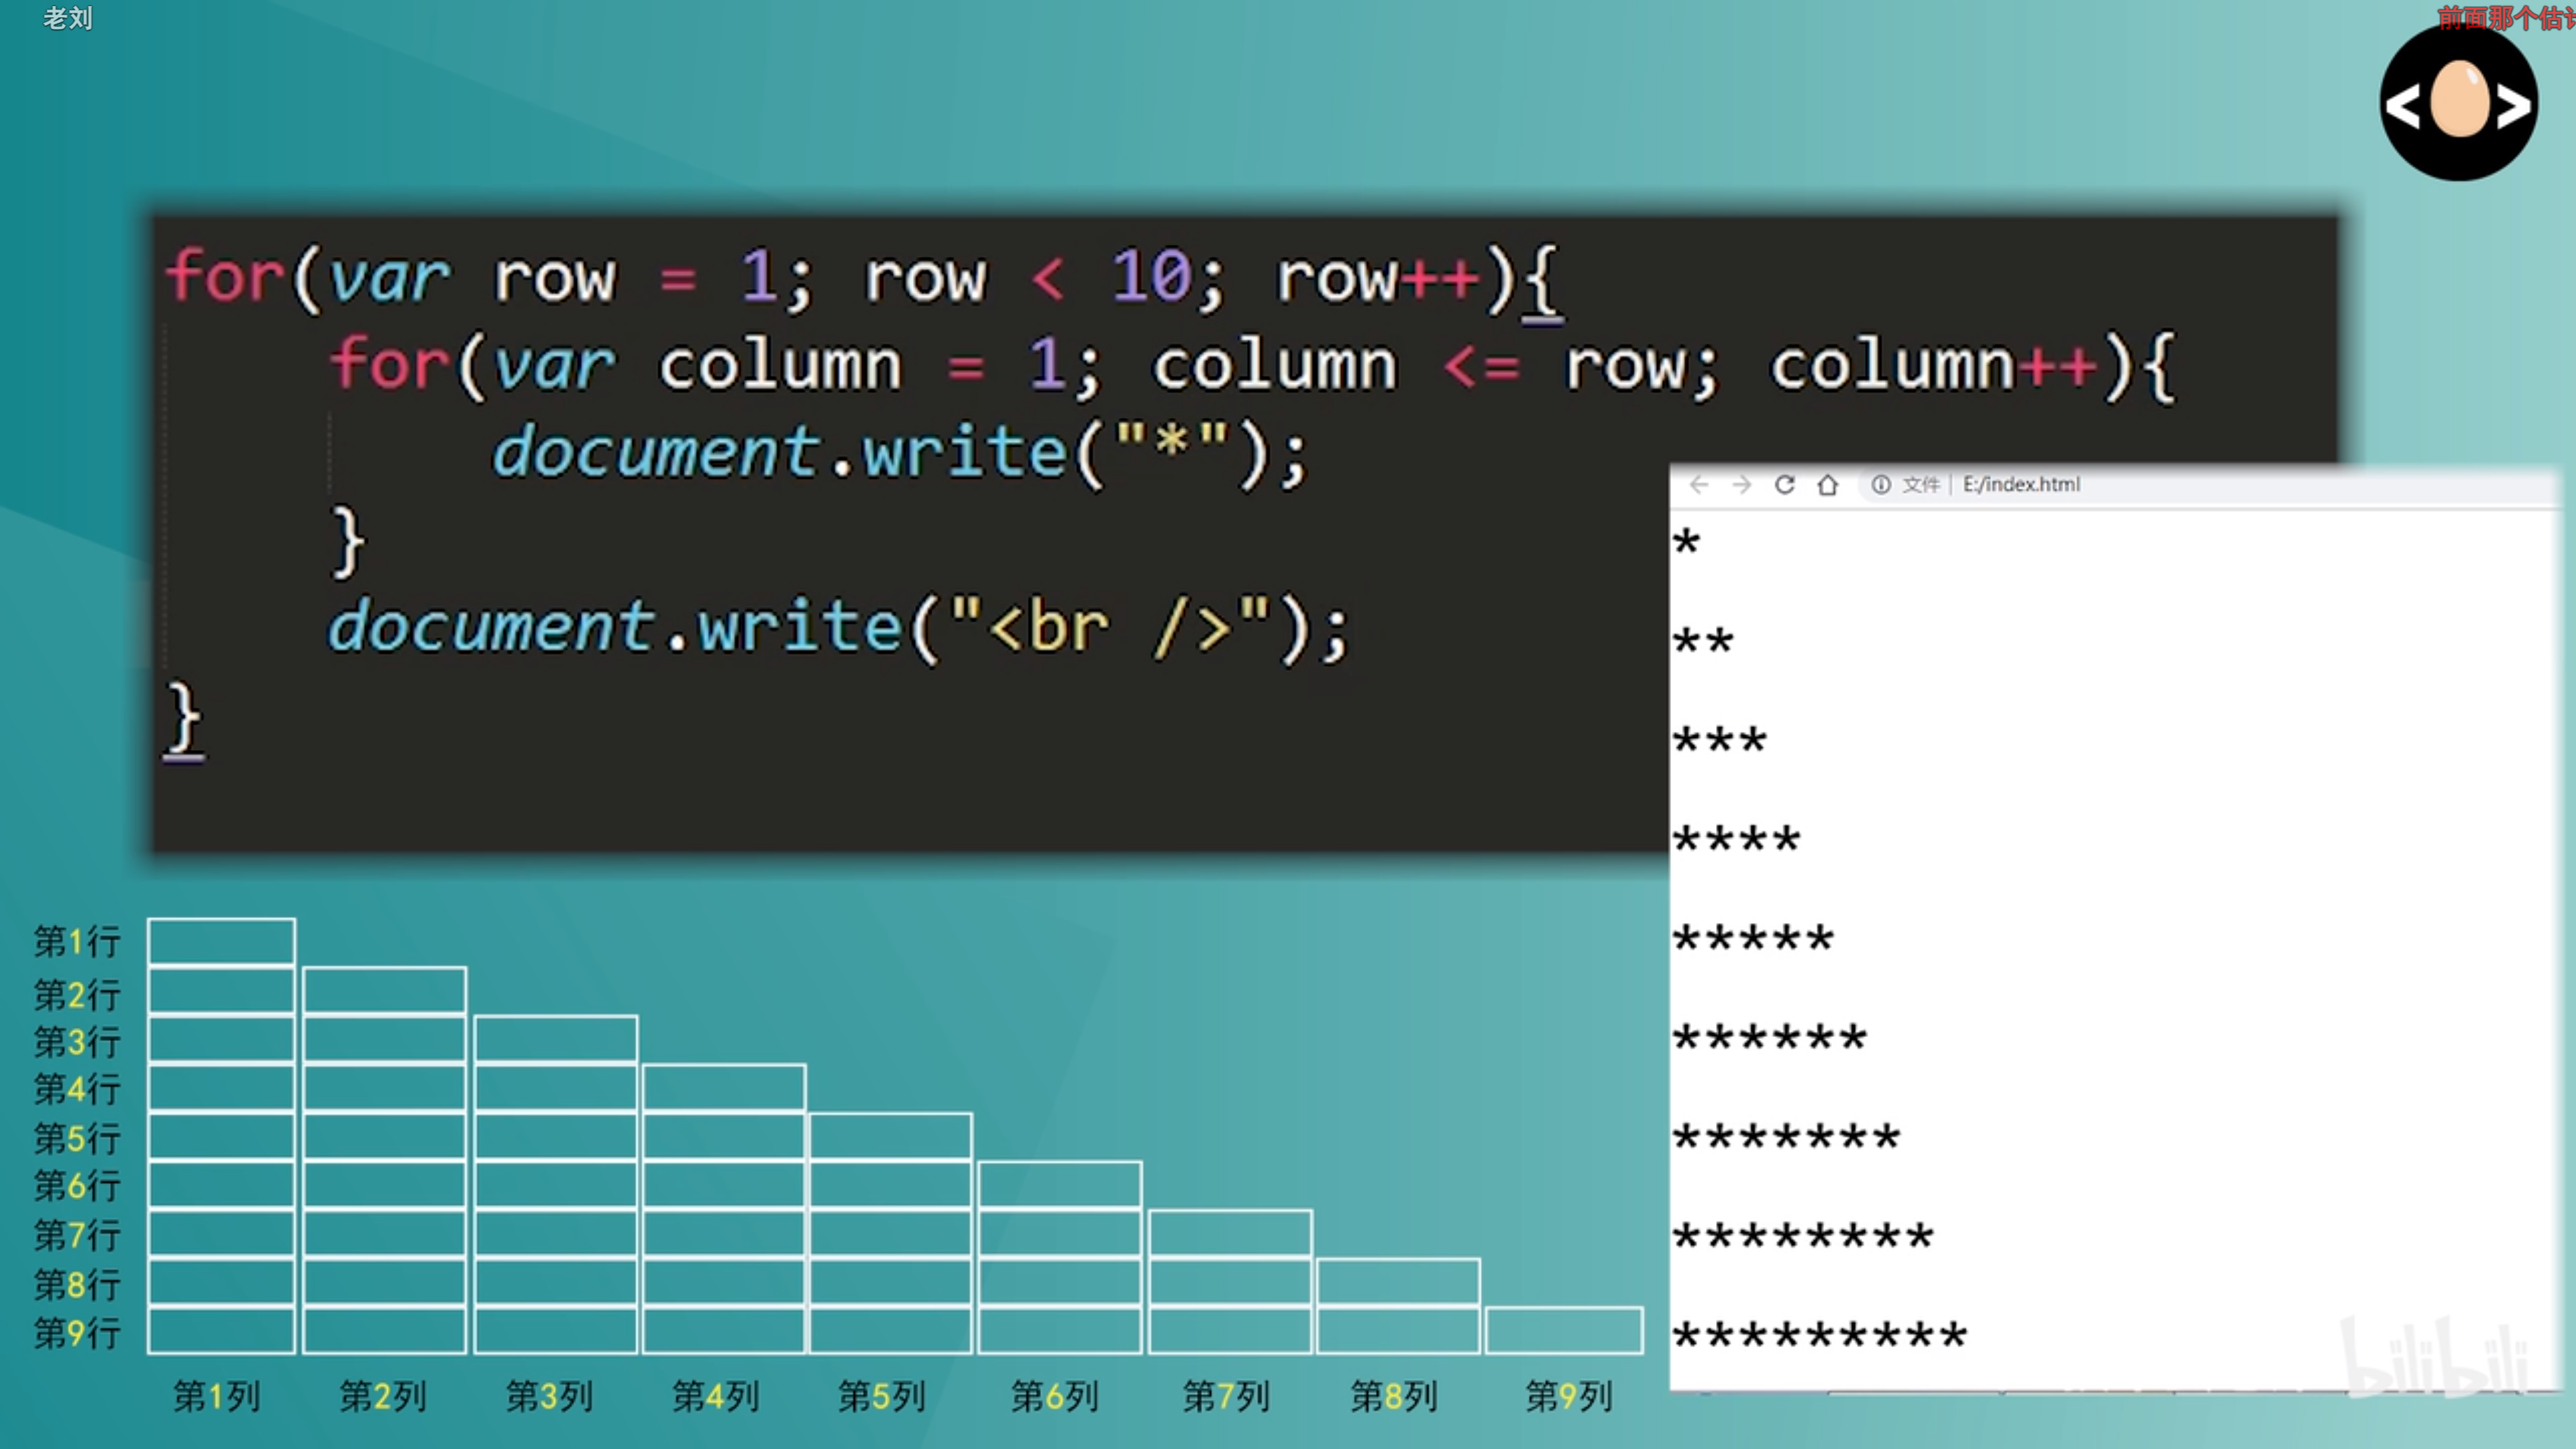 老刘
前面那个估
< >
for(var row = 1; row < 10; row++){
for(var column = 1; column <= row; column++){
document.write("*");
}
document.write("<br />");
}
文件 | E:/index.html
*
**
***
****
*****
******
*******
********
*********
第1行
第2行
第3行
第4行
第5行
第6行
第7行
第8行
第9行
第1列 第2列 第3列 第4列 第5列 第6列 第7列 第8列 第9列
bilibili